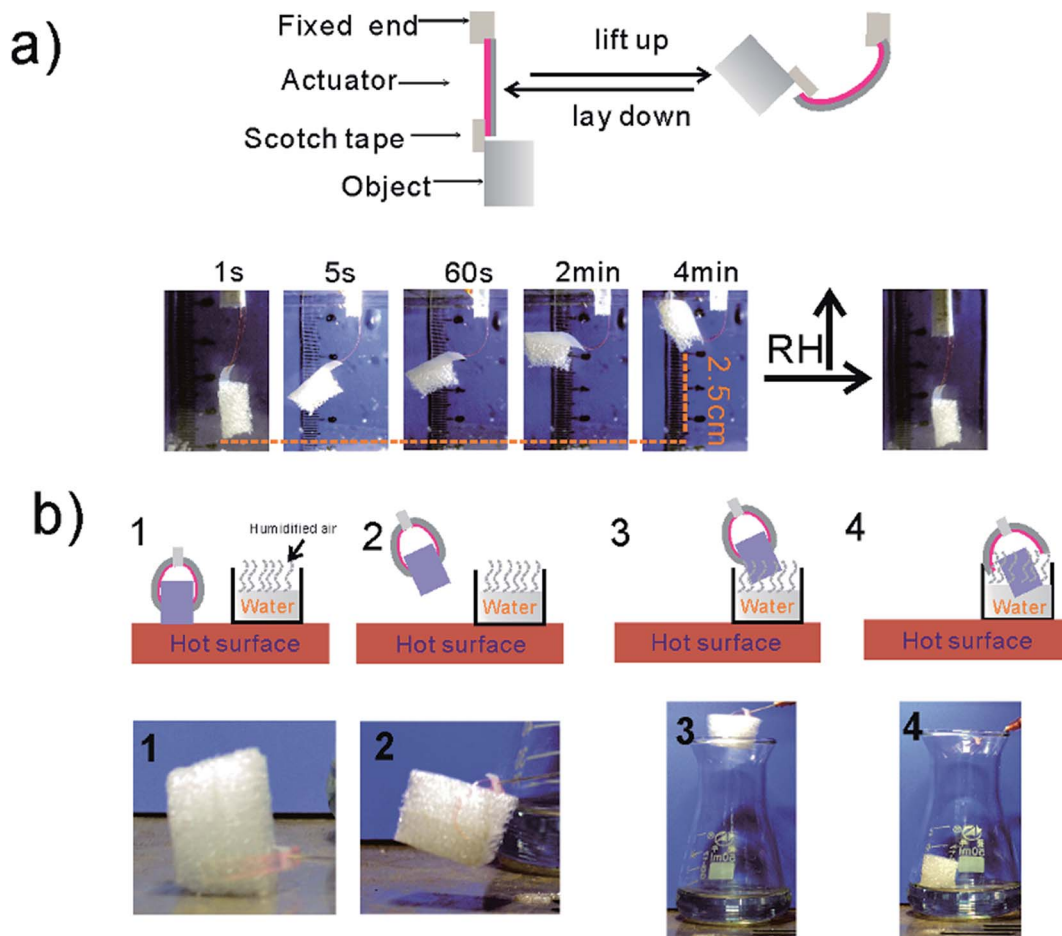 a)
Fixed end
Actuator
Scotch tape
Object
lift up
lay down
1s 5s 60s 2min 4min
2.5cm
RH
b)
1 2 3 4
Humidified air
Water Water Water Water
Hot surface Hot surface Hot surface Hot surface
1 2 3 4